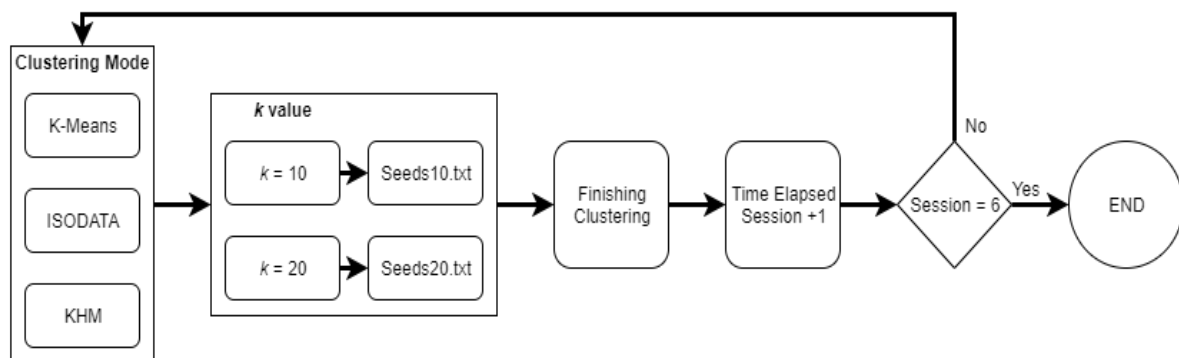 Clustering Mode
K-Means
ISODATA
KHM
k value
k = 10
Seeds10.txt
k = 20
Seeds20.txt
Finishing
Clustering
Time Elapsed
Session +1
Session = 6
No
Yes
END